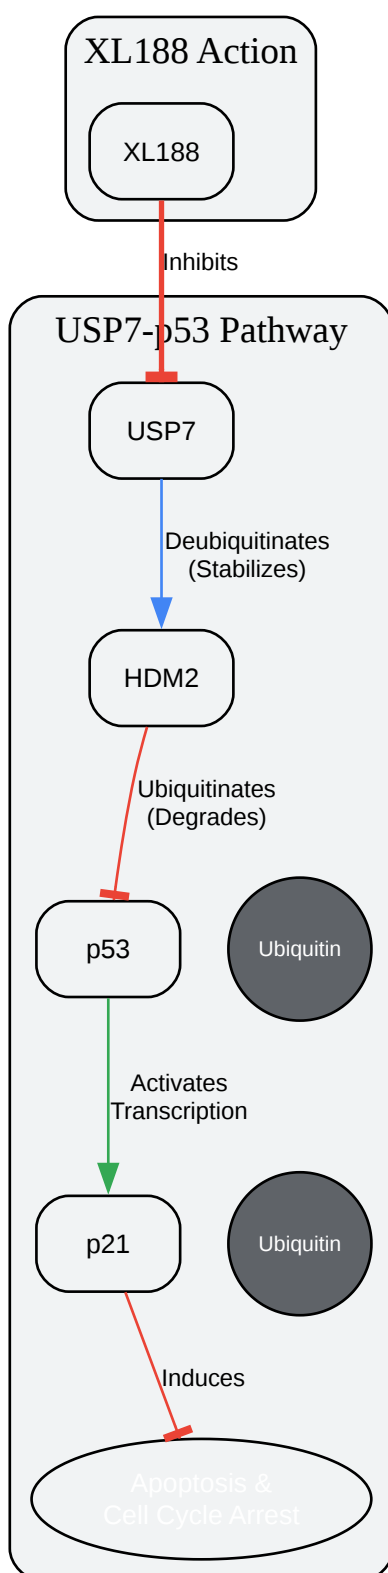 XL188 Action
XL188
Inhibits
USP7-p53 Pathway
USP7
Deubiquitinates
(Stabilizes)
HDM2
Ubiquitinates
(Degrades)
p53
Ubiquitin
Activates
Transcription
p21
Ubiquitin
Induces
Apoptosis &
Cell Cycle Arrest